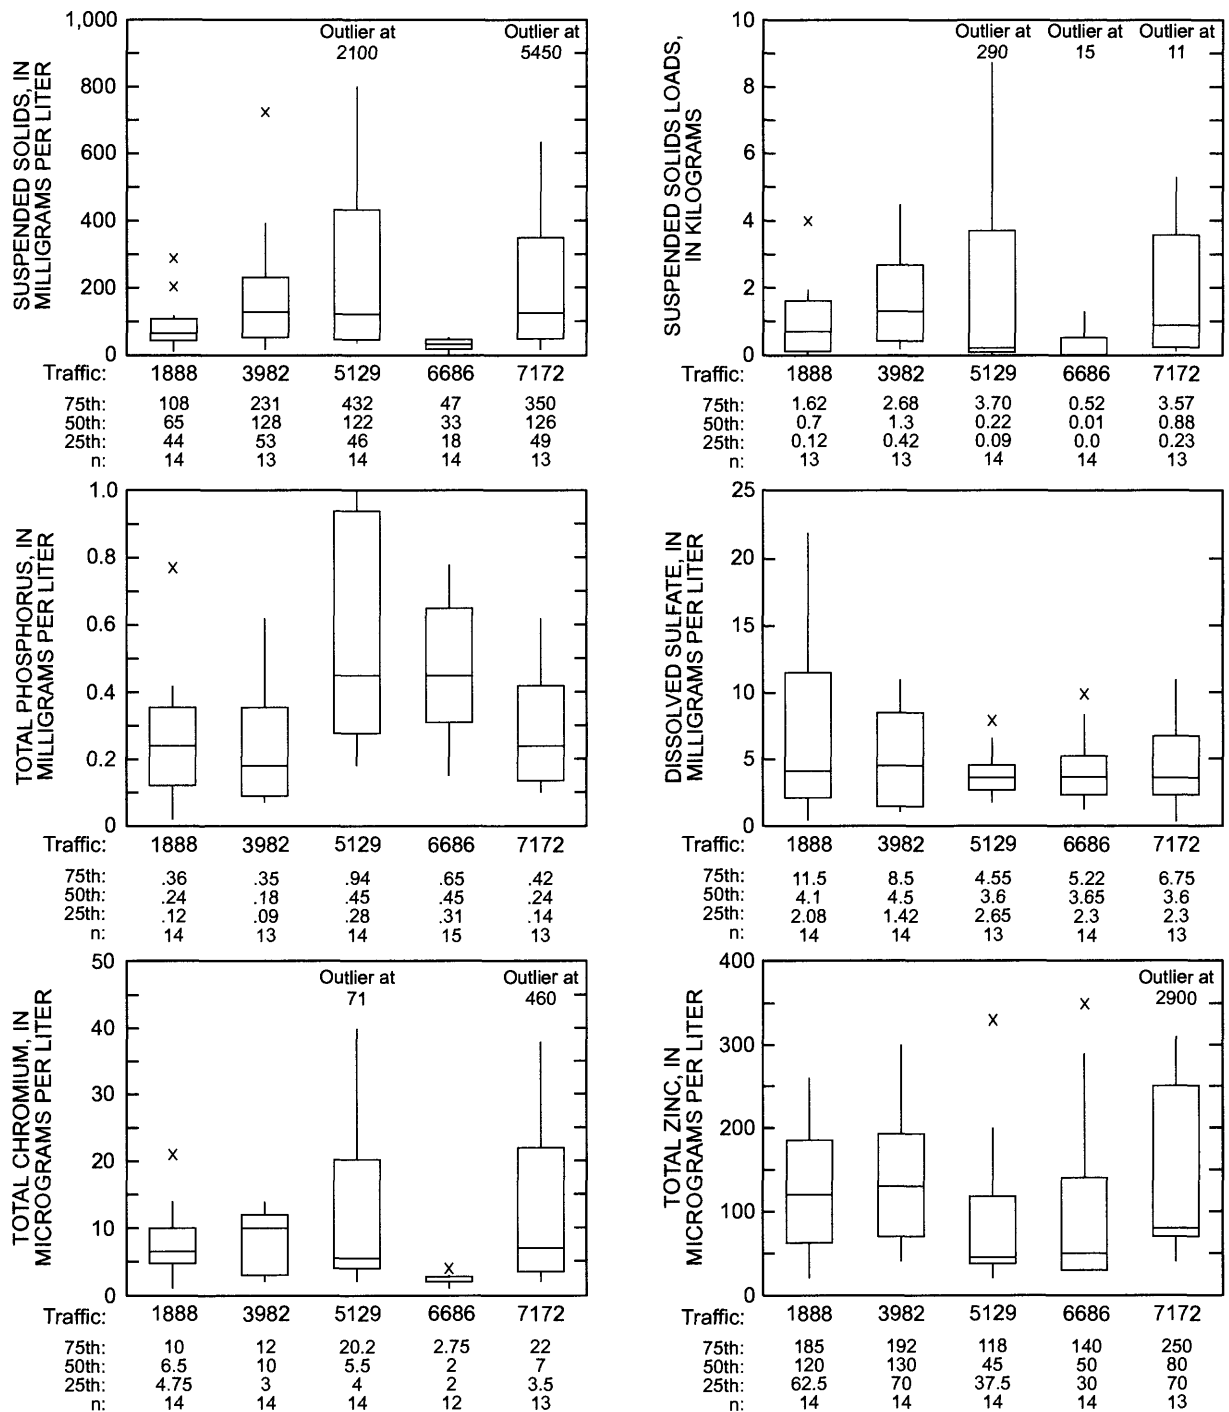 SUSPENDED SOLIDS, IN
MILLIGRAMS PER LITER
1,000
800
600
400
200
0
Outlier at
2100
Outlier at
5450
x
x
x
Traffic: 1888 3982 5129 6686 7172
75th: 108 231 432 47 350
50th: 65 128 122 33 126
25th: 44 53 46 18 49
n: 14 13 14 14 13
SUSPENDED SOLIDS LOADS,
IN KILOGRAMS
10
8
6
4
2
0
Outlier at
290
Outlier at
15
Outlier at
11
x
Traffic: 1888 3982 5129 6686 7172
75th: 1.62 2.68 3.70 0.52 3.57
50th: 0.7 1.3 0.22 0.01 0.88
25th: 0.12 0.42 0.09 0.0 0.23
n: 13 13 14 14 13
TOTAL PHOSPHORUS, IN
MILLIGRAMS PER LITER
1.0
0.8
0.6
0.4
0.2
0
x
Traffic: 1888 3982 5129 6686 7172
75th: .36 .35 .94 .65 .42
50th: .24 .18 .45 .45 .24
25th: .12 .09 .28 .31 .14
n: 14 13 14 15 13
DISSOLVED SULFATE, IN
MILLIGRAMS PER LITER
25
20
15
10
5
0
x
x
Traffic: 1888 3982 5129 6686 7172
75th: 11.5 8.5 4.55 5.22 6.75
50th: 4.1 4.5 3.6 3.65 3.6
25th: 2.08 1.42 2.65 2.3 2.3
n: 14 14 13 14 13
TOTAL CHROMIUM, IN
MICROGRAMS PER LITER
50
40
30
20
10
0
Outlier at
71
Outlier at
460
x
x
Traffic: 1888 3982 5129 6686 7172
75th: 10 12 20.2 2.75 22
50th: 6.5 10 5.5 2 7
25th: 4.75 3 4 2 3.5
n: 14 14 14 12 13
TOTAL ZINC, IN
MICROGRAMS PER LITER
400
300
200
100
0
Outlier at
2900
x
x
Traffic: 1888 3982 5129 6686 7172
75th: 185 192 118 140 250
50th: 120 130 45 50 80
25th: 62.5 70 37.5 30 70
n: 14 14 14 14 13